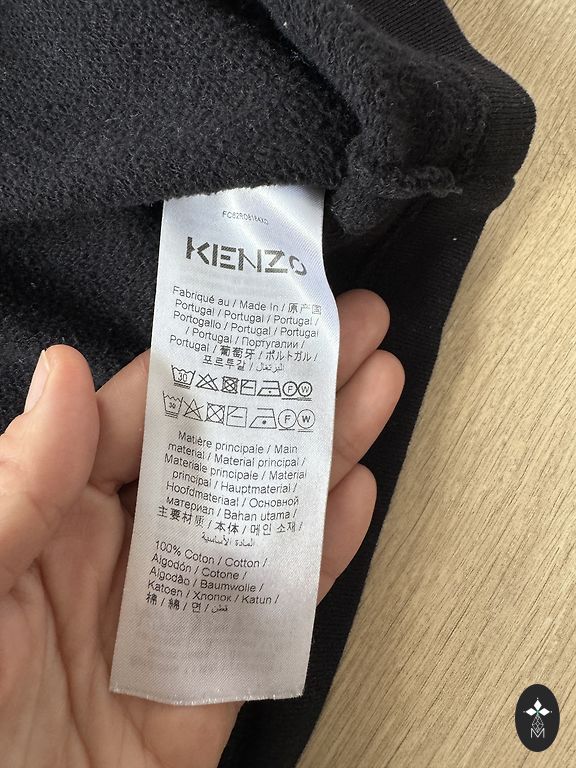 FC62RO8184XD
KENZO
Fabriqué au / Made In / 原产国
Portugal / Portugal / Portugal /
Portogallo / Portugal / Portugal
/ Portugal / Португалии /
Portugal / 葡萄牙 / ポルトガル /
포르투갈 / البرتغال
30 F W
30 F W
Matière principale / Main
material / Material principal /
Materiale principale / Material
principal / Hauptmaterial /
Hoofdmateriaal / Основной
материал / Bahan utama /
主要材质 / 本体 / 메인 소재 /
المادة الأساسية
100% Coton / Cotton /
Algodón / Cotone /
Algodão / Baumwolle /
Katoen / Хлопок / Katun /
棉 / 綿 / 면 / قطن
M